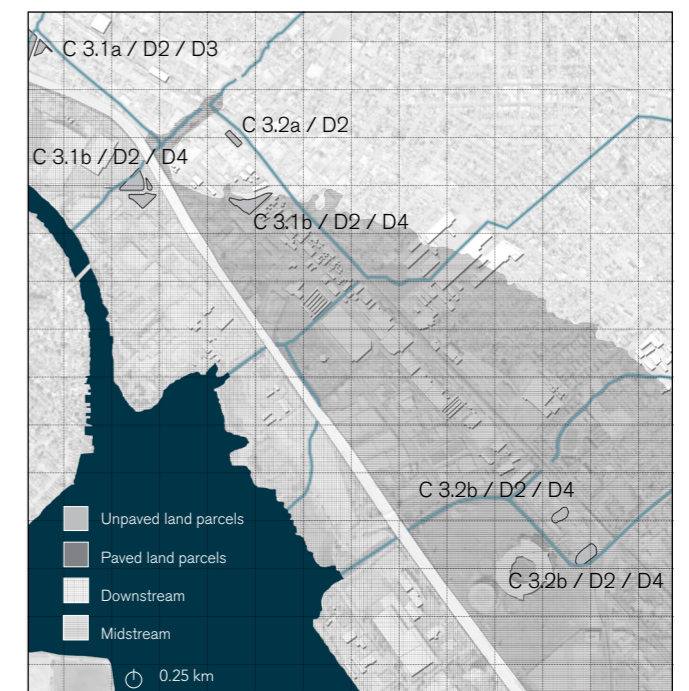 C 3.1a / D2 / D3
C 3.2a / D2
C 3.1b / D2 / D4
C 3.1b / D2 / D4
C 3.2b / D2 / D4
C 3.2b / D2 / D4
Unpaved land parcels
Paved land parcels
Downstream
Midstream
0.25 km